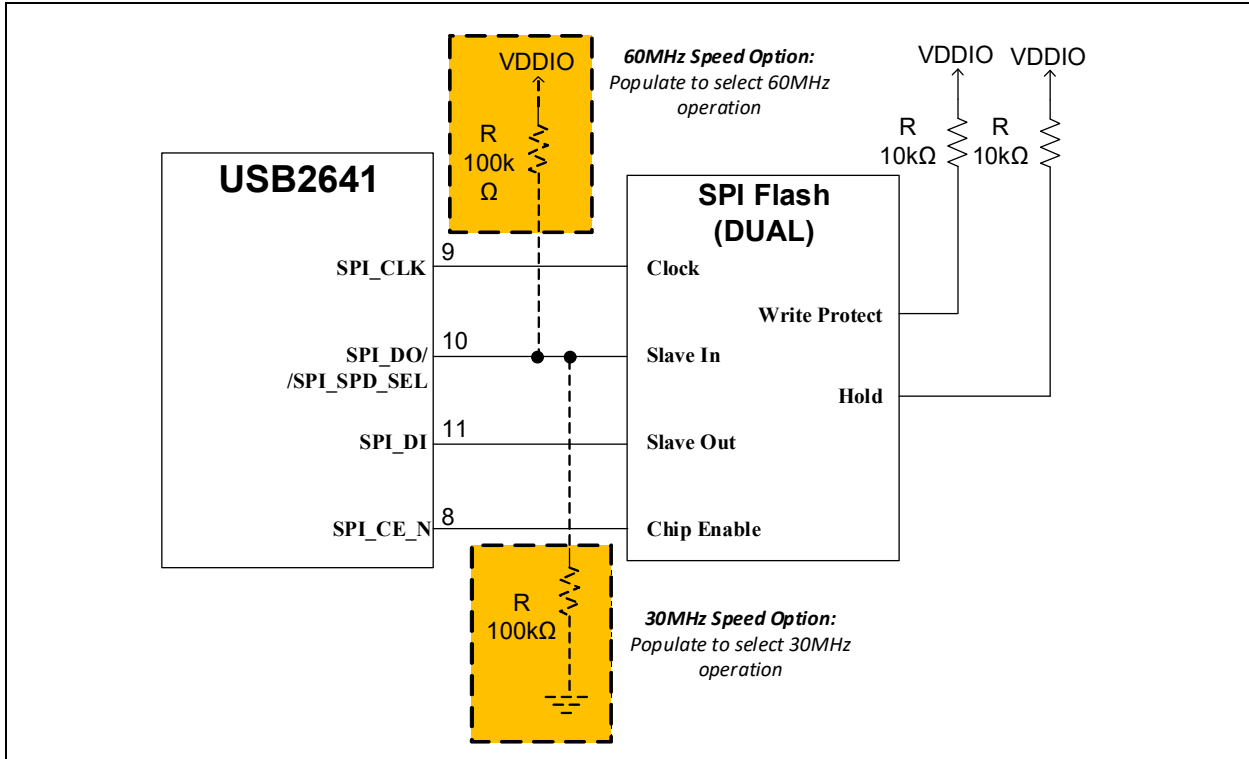 VDDIO
R
100k
Ω
60MHz Speed Option:
Populate to select 60MHz
operation
VDDIO
VDDIO
R
10kΩ
R
10kΩ
USB2641
SPI_CLK
9
SPI_DO/
/SPI_SPD_SEL
10
SPI_DI
11
SPI_CE_N
8
SPI Flash
(DUAL)
Clock
Write Protect
Slave In
Hold
Slave Out
Chip Enable
R
100kΩ
30MHz Speed Option:
Populate to select 30MHz
operation